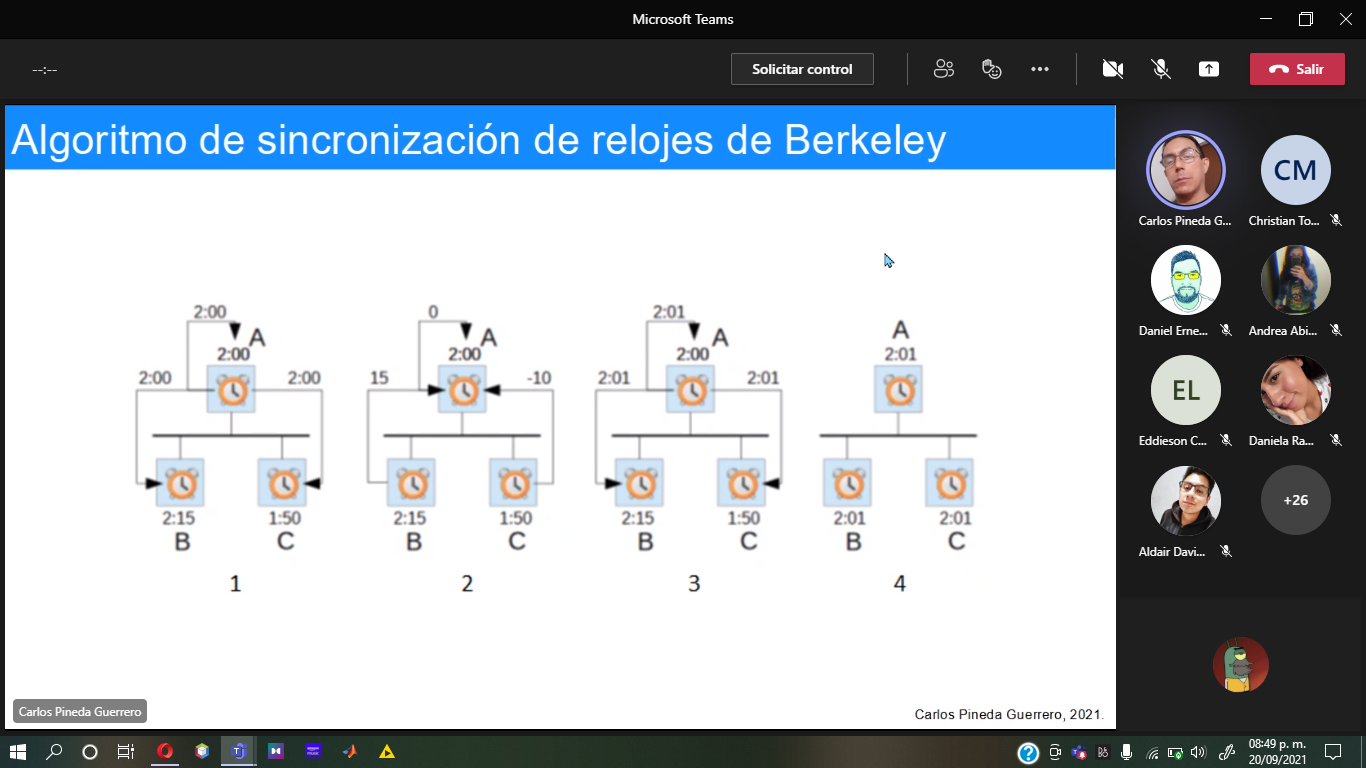 Microsoft Teams
--:--
Solicitar control
Salir
Algoritmo de sincronización de relojes de Berkeley
2:00
A
2:00
2:00
2:00
2:15
1:50
B
C
1
0
A
2:00
15
-10
2:15
1:50
B
C
2
2:01
A
2:00
2:01
2:01
2:15
1:50
B
C
3
A
2:01
2:01
2:01
B
C
4
Carlos Pineda Guerrero
Carlos Pineda Guerrero, 2021.
Carlos Pineda G...
CM
Christian To...
Daniel Erne...
Andrea Abi...
EL
Eddieson C...
Daniela Ra...
Aldair Davi...
+26
08:49 p. m.
20/09/2021